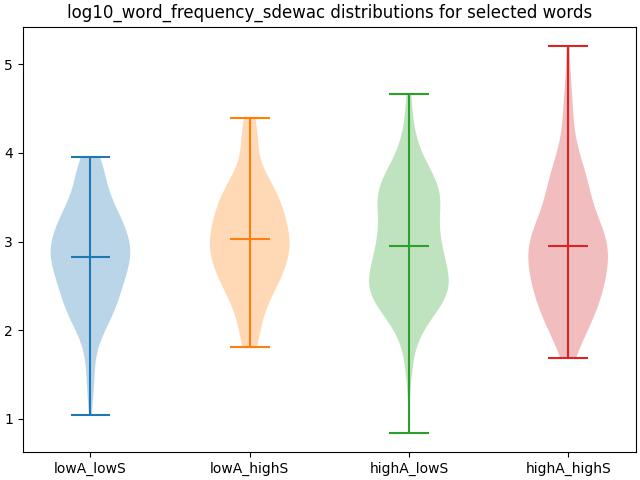 log10_word_frequency_sdewac distributions for selected words
5
4
3
2
1
lowA_lowS lowA_highS highA_lowS highA_highS